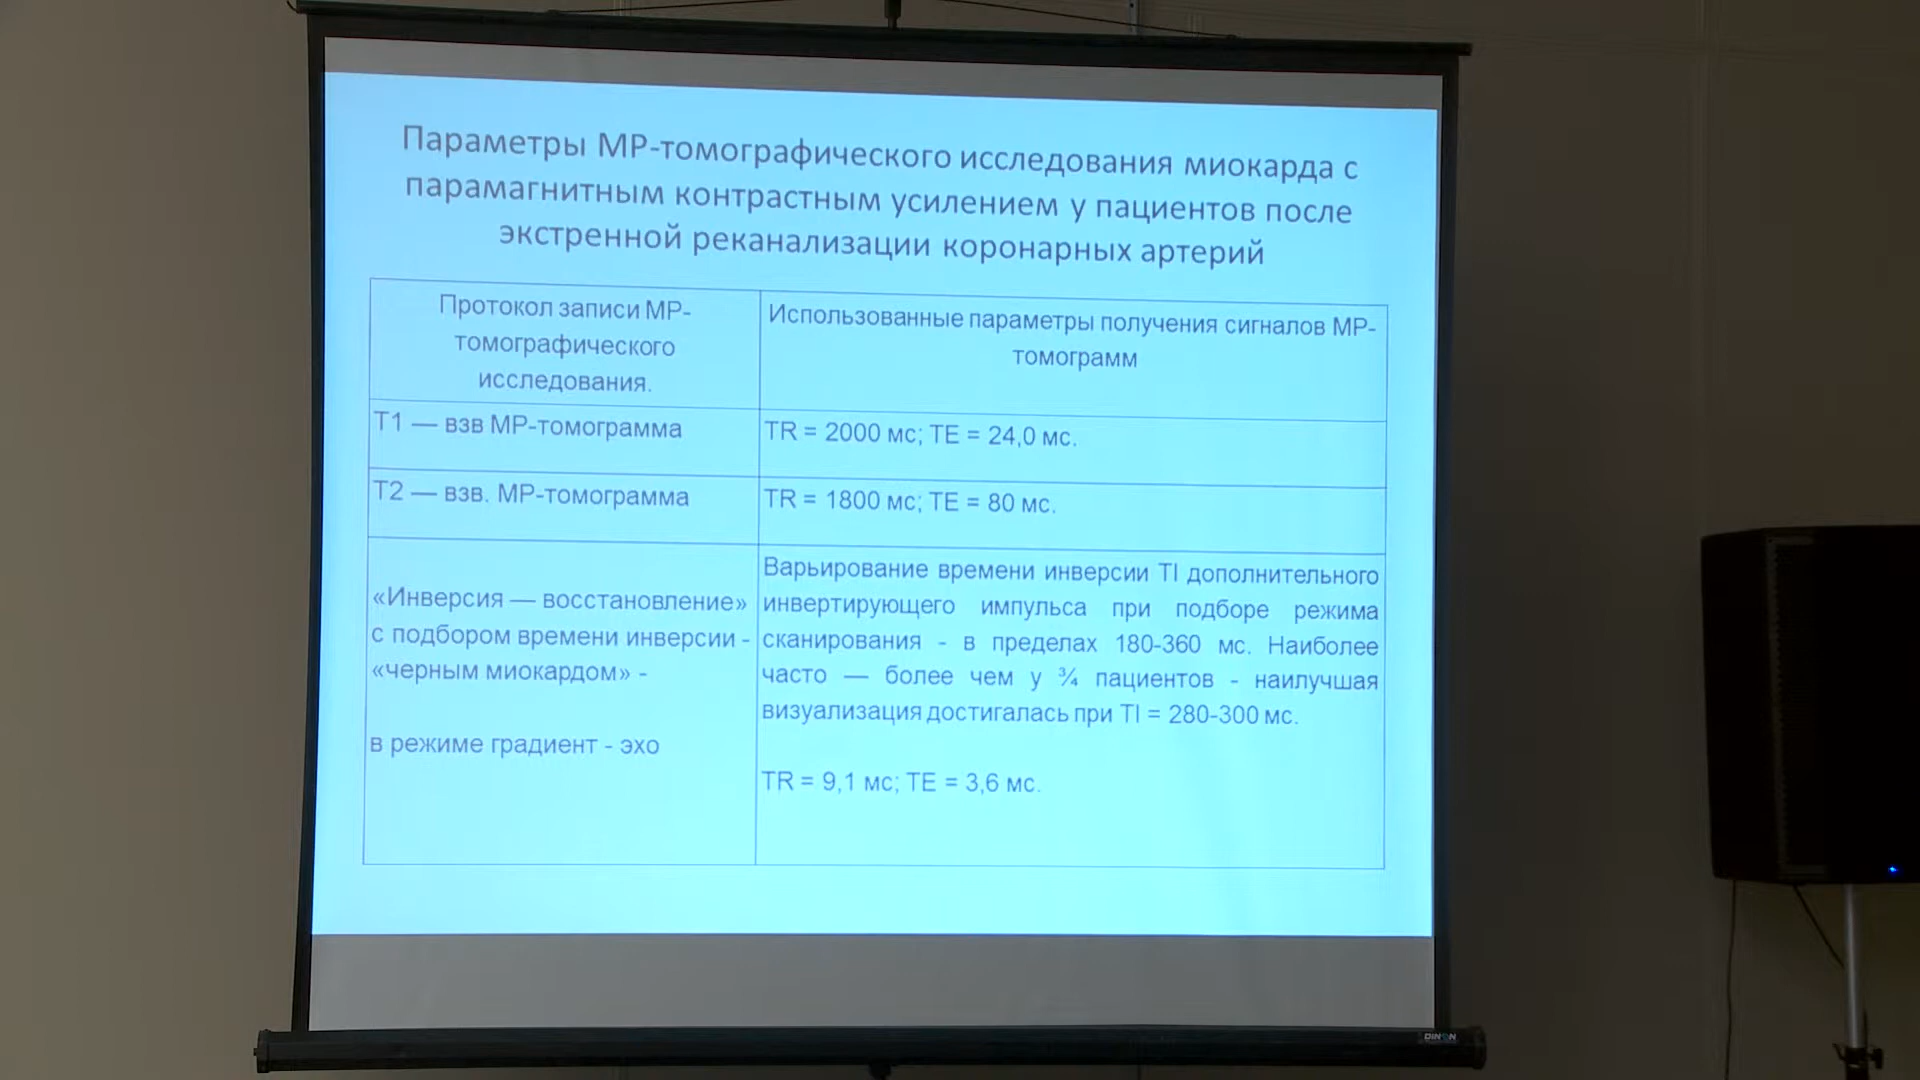 Параметры МР-томографического исследования миокарда с
парамагнитным контрастным усилением у пациентов после
экстренной реканализации коронарных артерий
Протокол записи МР-
томографического
исследования.
Использованные параметры получения сигналов МР-
томограмм
Т1 — взв МР-томограмма
TR = 2000 мс; TE = 24,0 мс.
Т2 — взв. МР-томограмма
TR = 1800 мс; TE = 80 мс.
«Инверсия — восстановление»
с подбором времени инверсии -
«черным миокардом» -
в режиме градиент - эхо
Варьирование времени инверсии TI дополнительного
инвертирующего импульса при подборе режима
сканирования - в пределах 180-360 мс. Наиболее
часто — более чем у ¾ пациентов - наилучшая
визуализация достигалась при TI = 280-300 мс.
TR = 9,1 мс; TE = 3,6 мс.
DINON